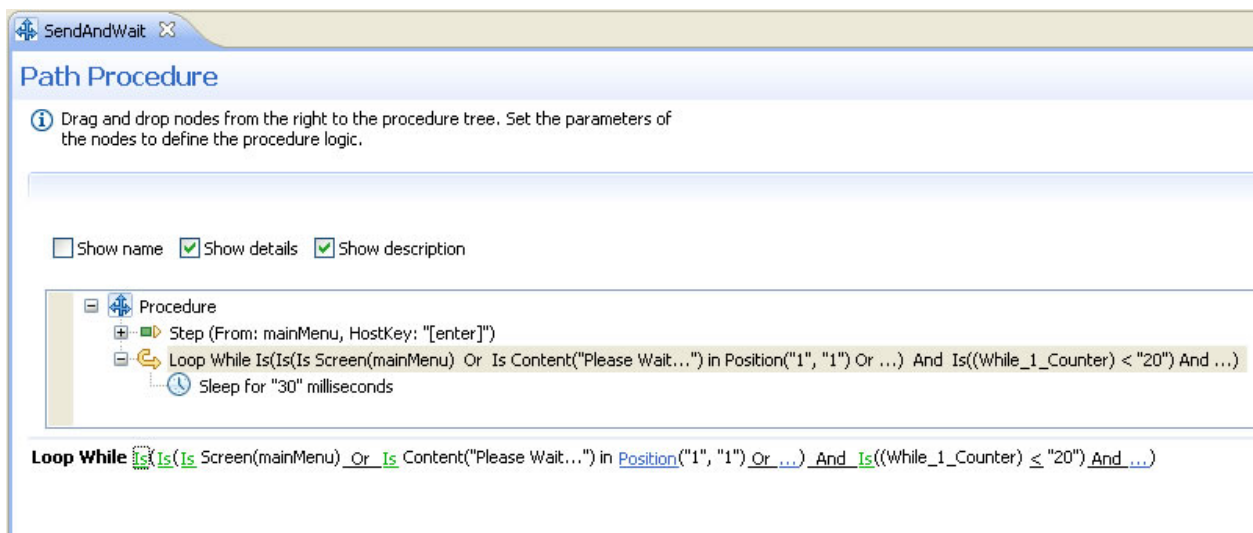 SendAndWait
Path Procedure
Drag and drop nodes from the right to the procedure tree. Set the parameters of
the nodes to define the procedure logic.
Show name Show details Show description
Procedure
Step (From: mainMenu, HostKey: "[enter]")
Loop While Is(Is(Is Screen(mainMenu) Or Is Content("Please Wait...") in Position("1", "1") Or ...) And Is((While_1_Counter) < "20") And ...)
Sleep for "30" milliseconds
Loop While Is(Is(Is Screen(mainMenu) Or Is Content("Please Wait...") in Position("1", "1") Or ...) And Is((While_1_Counter) < "20") And ...)